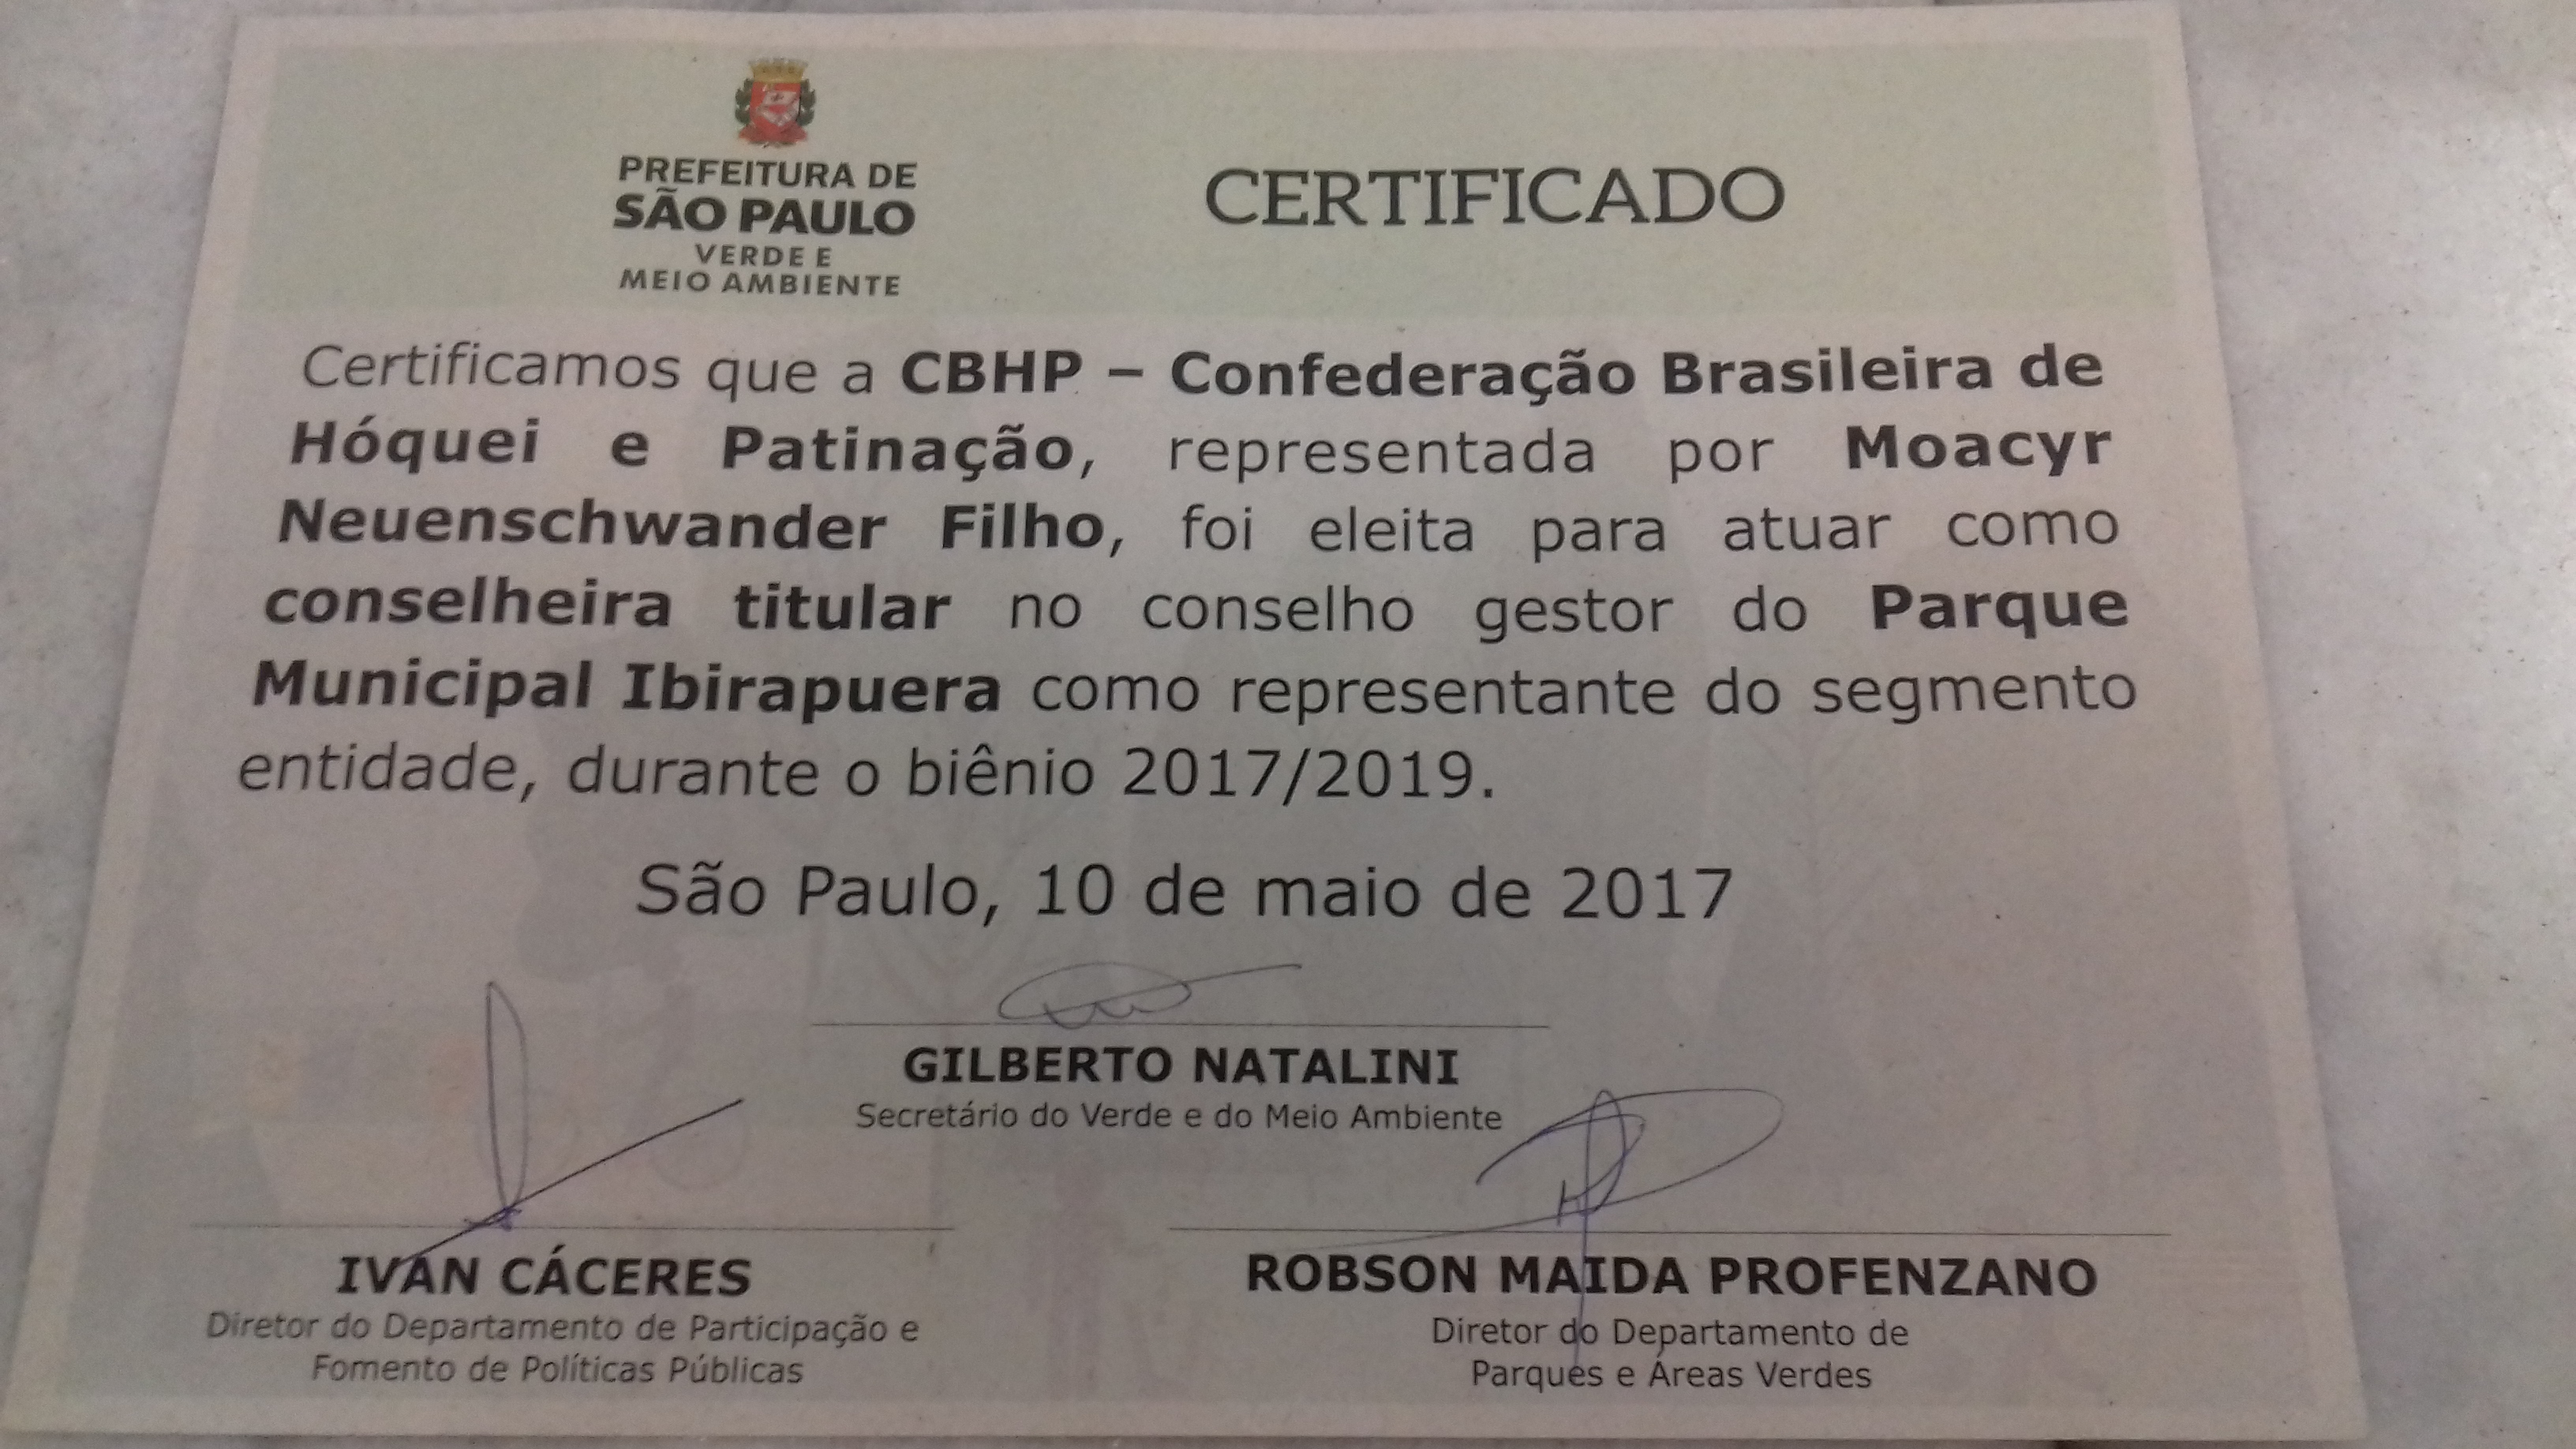 PREFEITURA DE
SÃO PAULO
VERDE E
MEIO AMBIENTE
CERTIFICADO
Certificamos que a CBHP – Confederação Brasileira de
Hóquei e Patinação, representada por Moacyr
Neuenschwander Filho, foi eleita para atuar como
conselheira titular no conselho gestor do Parque
Municipal Ibirapuera como representante do segmento
entidade, durante o biênio 2017/2019.
São Paulo, 10 de maio de 2017
GILBERTO NATALINI
Secretário do Verde e do Meio Ambiente
IVAN CÁCERES
Diretor do Departamento de Participação e
Fomento de Políticas Públicas
ROBSON MAIDA PROFENZANO
Diretor do Departamento de
Parques e Áreas Verdes